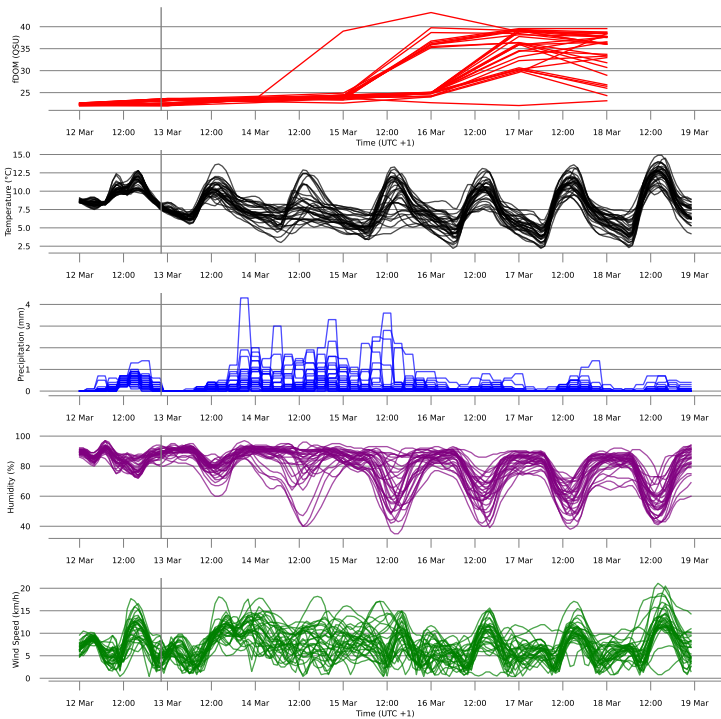 fDOM (QSU)
40
35
30
25
12 Mar 12:00 13 Mar 12:00 14 Mar 12:00 15 Mar 12:00 16 Mar 12:00 17 Mar 12:00 18 Mar 12:00 19 Mar
Time (UTC +1)
Temperature (°C)
15.0
12.5
10.0
7.5
5.0
2.5
12 Mar 12:00 13 Mar 12:00 14 Mar 12:00 15 Mar 12:00 16 Mar 12:00 17 Mar 12:00 18 Mar 12:00 19 Mar
Precipitation (mm)
4
3
2
1
0
12 Mar 12:00 13 Mar 12:00 14 Mar 12:00 15 Mar 12:00 16 Mar 12:00 17 Mar 12:00 18 Mar 12:00 19 Mar
Humidity (%)
100
80
60
40
12 Mar 12:00 13 Mar 12:00 14 Mar 12:00 15 Mar 12:00 16 Mar 12:00 17 Mar 12:00 18 Mar 12:00 19 Mar
Wind Speed (km/h)
20
15
10
5
0
12 Mar 12:00 13 Mar 12:00 14 Mar 12:00 15 Mar 12:00 16 Mar 12:00 17 Mar 12:00 18 Mar 12:00 19 Mar
Time (UTC +1)